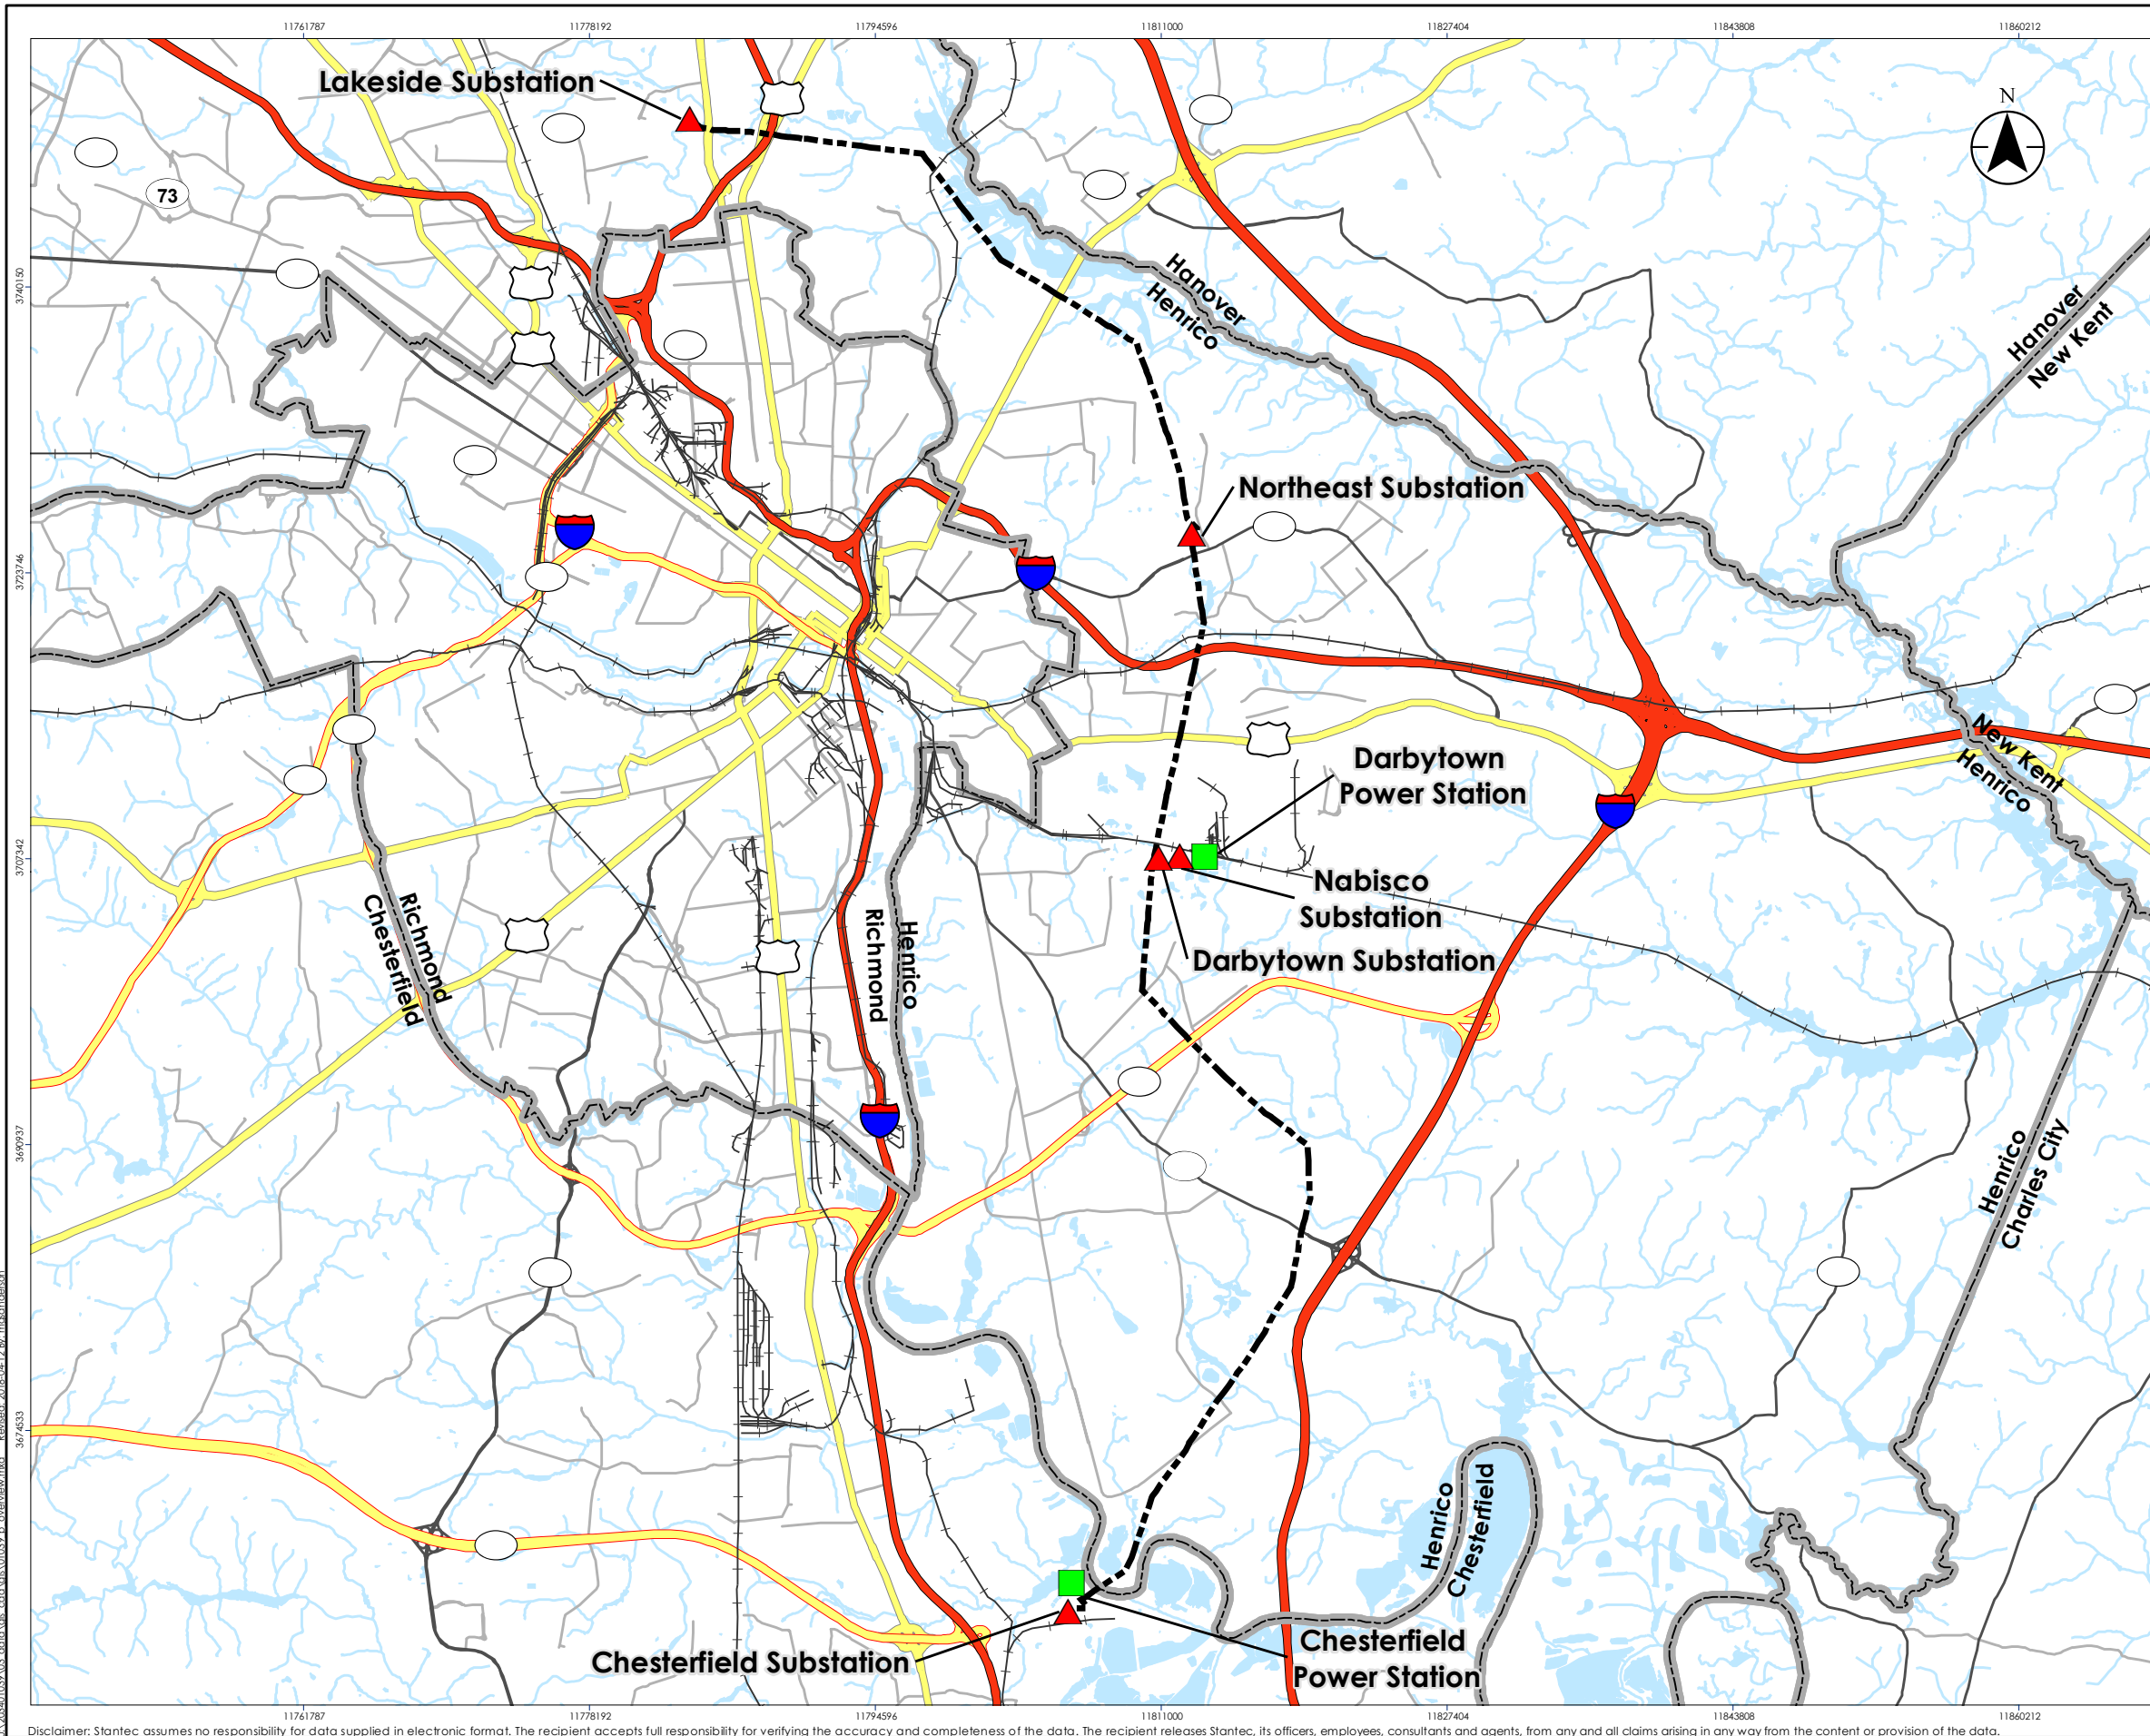 11761787
11778192
11794596
11811000
11827404
11843808
11860212
Lakeside Substation
N
73
3740150
Hanover
Henrico
Hanover
New Kent
Northeast Substation
3723746
New Kent
Henrico
Darbytown
Power Station
3707342
Nabisco
Substation
Darbytown Substation
Richmond
Chesterfield
Richmond
Henrico
3690937
Henrico
Charles City
3674533
Henrico
Chesterfield
Chesterfield Substation
Chesterfield
Power Station
11761787
11778192
11794596
11811000
11827404
11843808
11860212
Disclaimer: Stantec assumes no responsibility for data supplied in electronic format. The recipient accepts full responsibility for verifying the accuracy and completeness of the data. The recipient releases Stantec, its officers, employees, consultants and agents, from any and all claims arising in any way from the content or provision of the data.